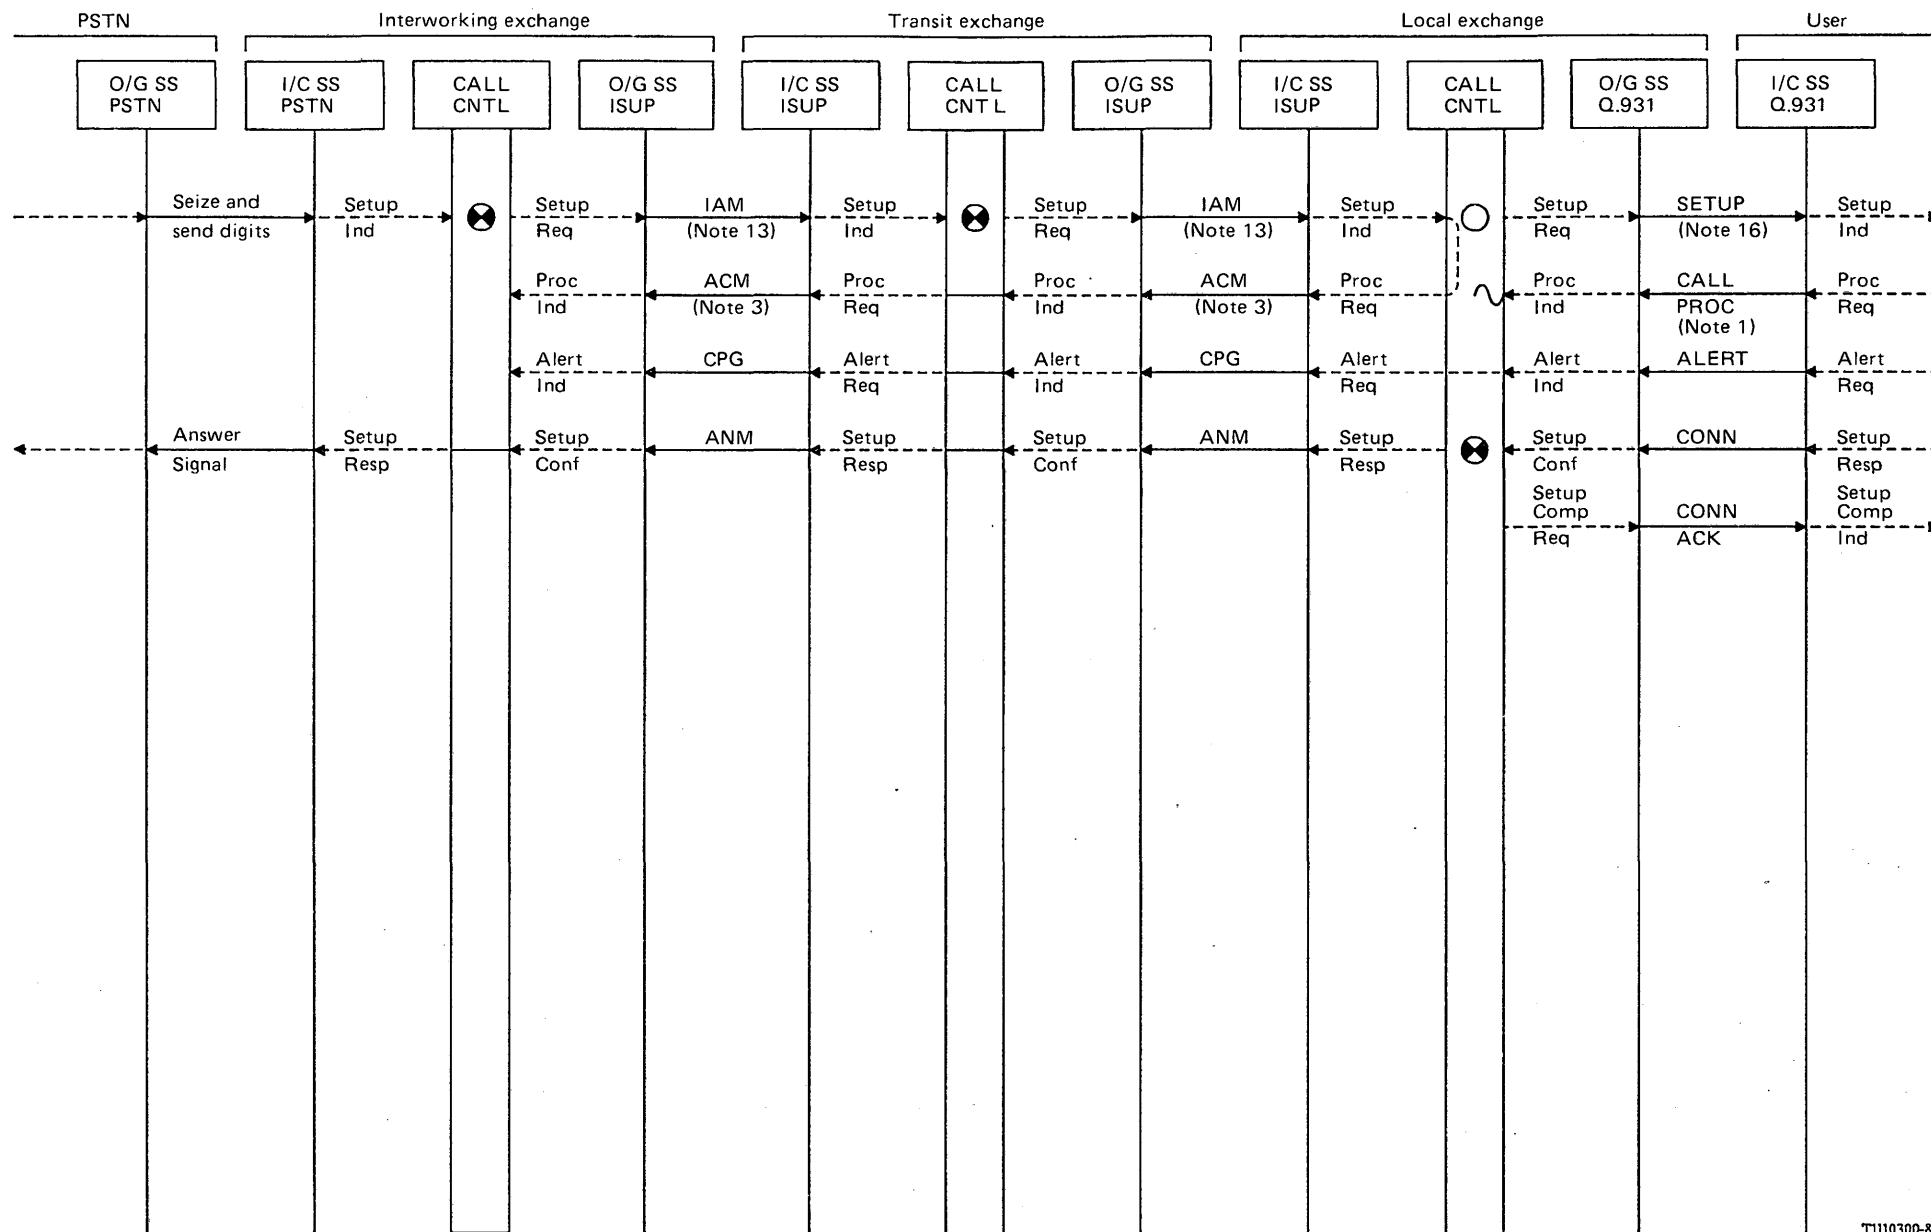 PSTN Interworking exchange Transit exchange Local exchange User
O/G SS I/C SS CALL O/G SS I/C SS CALL O/G SS I/C SS CALL O/G SS I/C SS
PSTN PSTN CNTL ISUP ISUP CNTL ISUP ISUP CNTL Q.931 Q.931
Seize and Setup Setup IAM Setup Setup IAM Setup Setup SETUP Setup
send digits Ind Req (Note 13) Ind Req (Note 13) Ind Req (Note 16) Ind
Proc ACM Proc Proc ACM Proc Proc CALL Proc
Ind (Note 3) Req Ind (Note 3) Req Ind PROC Req
(Note 1)
Alert CPG Alert Alert CPG Alert Alert ALERT Alert
Ind Req Ind Req Ind Req
Answer Setup Setup ANM Setup Setup ANM Setup Setup CONN Setup
Signal Resp Conf Resp Conf Resp Conf Resp
Setup Setup
Comp CONN Comp
Req ACK Ind